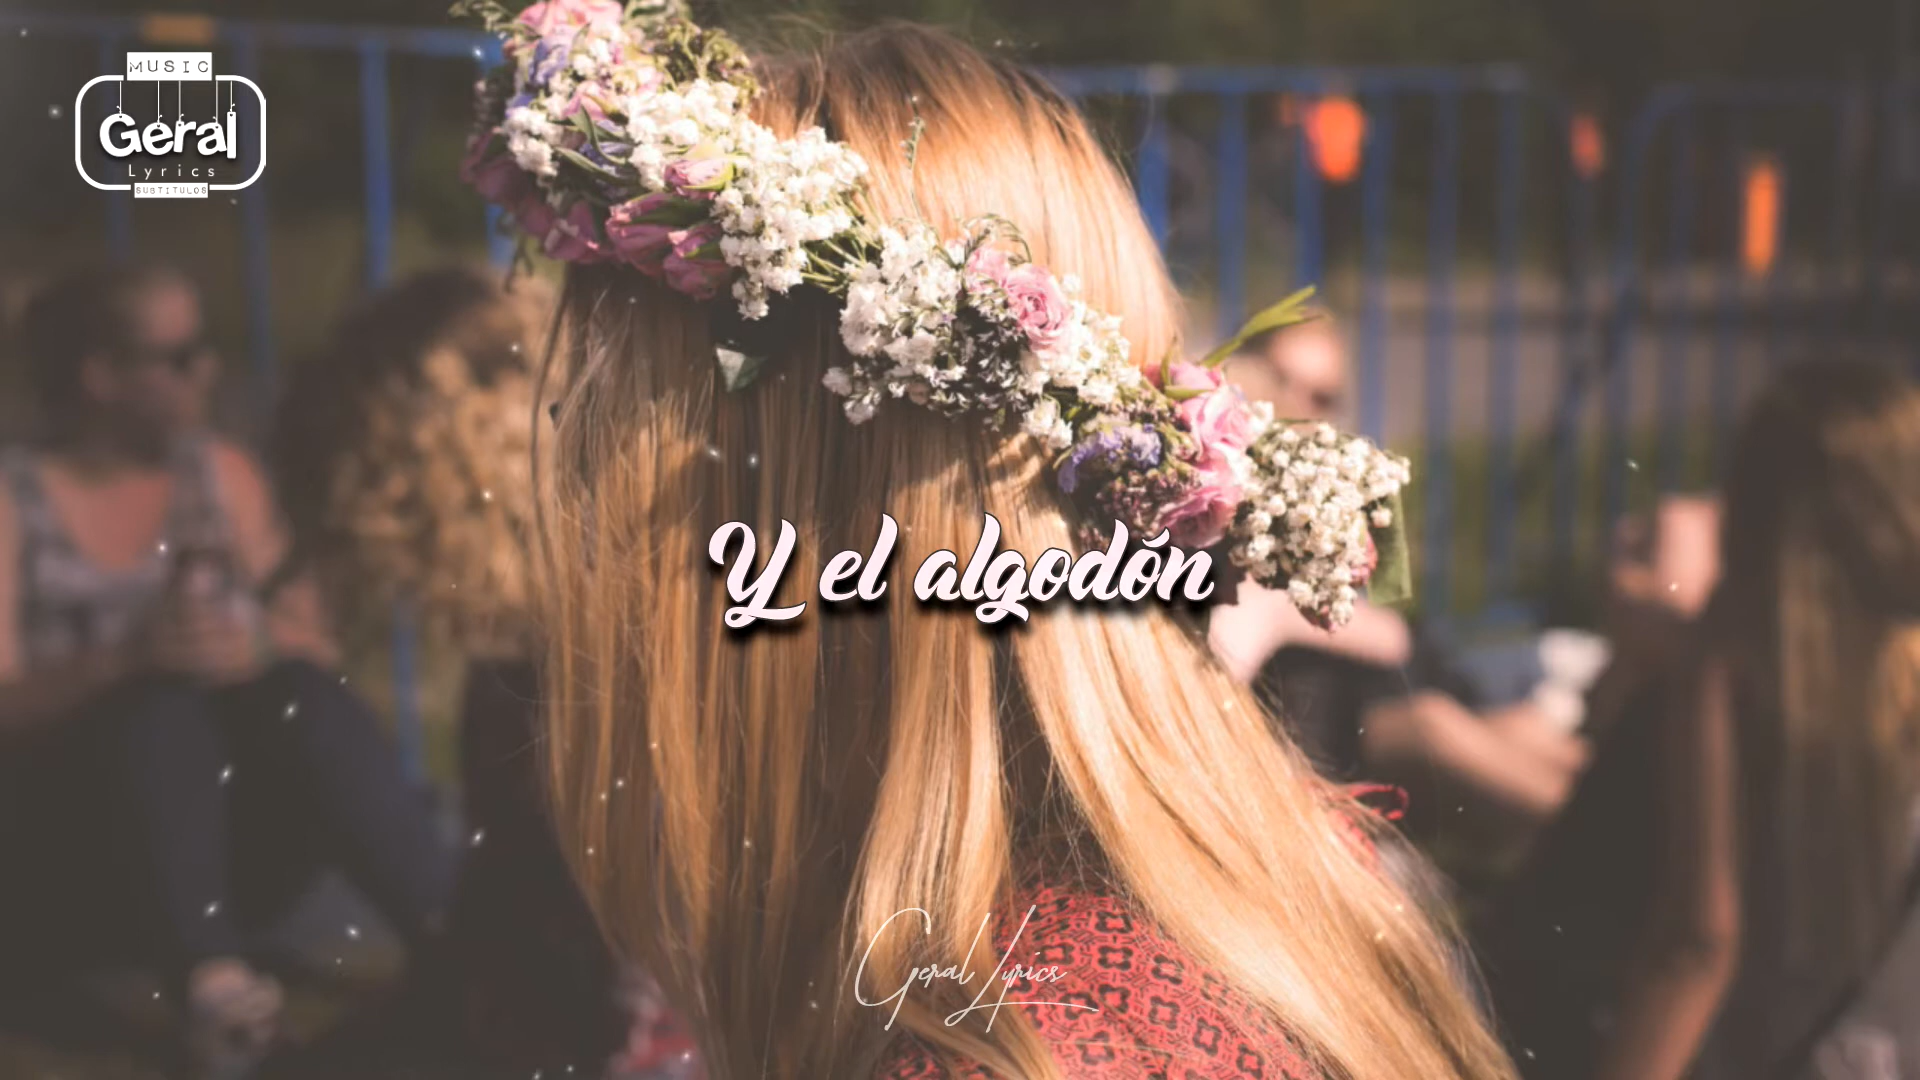 MUSIC
Geral
Lyrics
SUBTITULOS
Y el algodón
Geral Lyrics